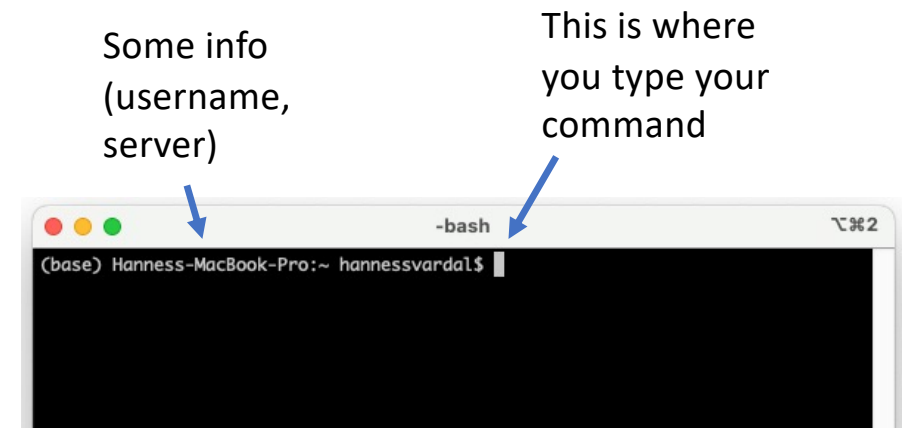 Some info
(username,
server)
This is where
you type your
command
-bash
⌥⌘2
(base) Hanness-MacBook-Pro:~ hannessvardal$